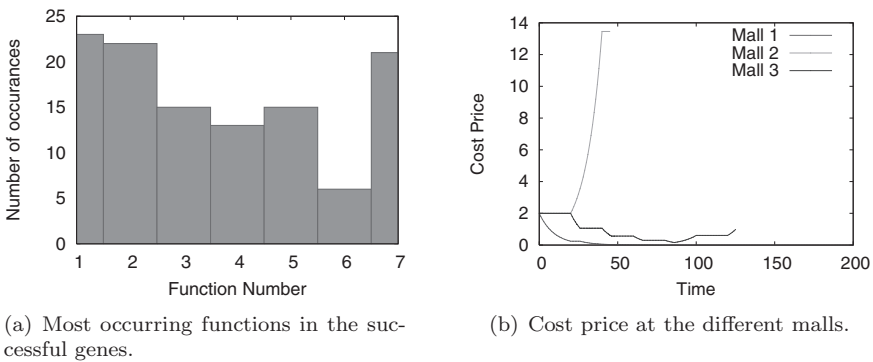 25
20
15
10
5
0
Number of occurances
1 2 3 4 5 6 7
Function Number
(a) Most occurring functions in the suc-
cessful genes.
14
12
10
8
6
4
2
0
Cost Price
Mall 1
Mall 2
Mall 3
0 50 100 150 200
Time
(b) Cost price at the different malls.